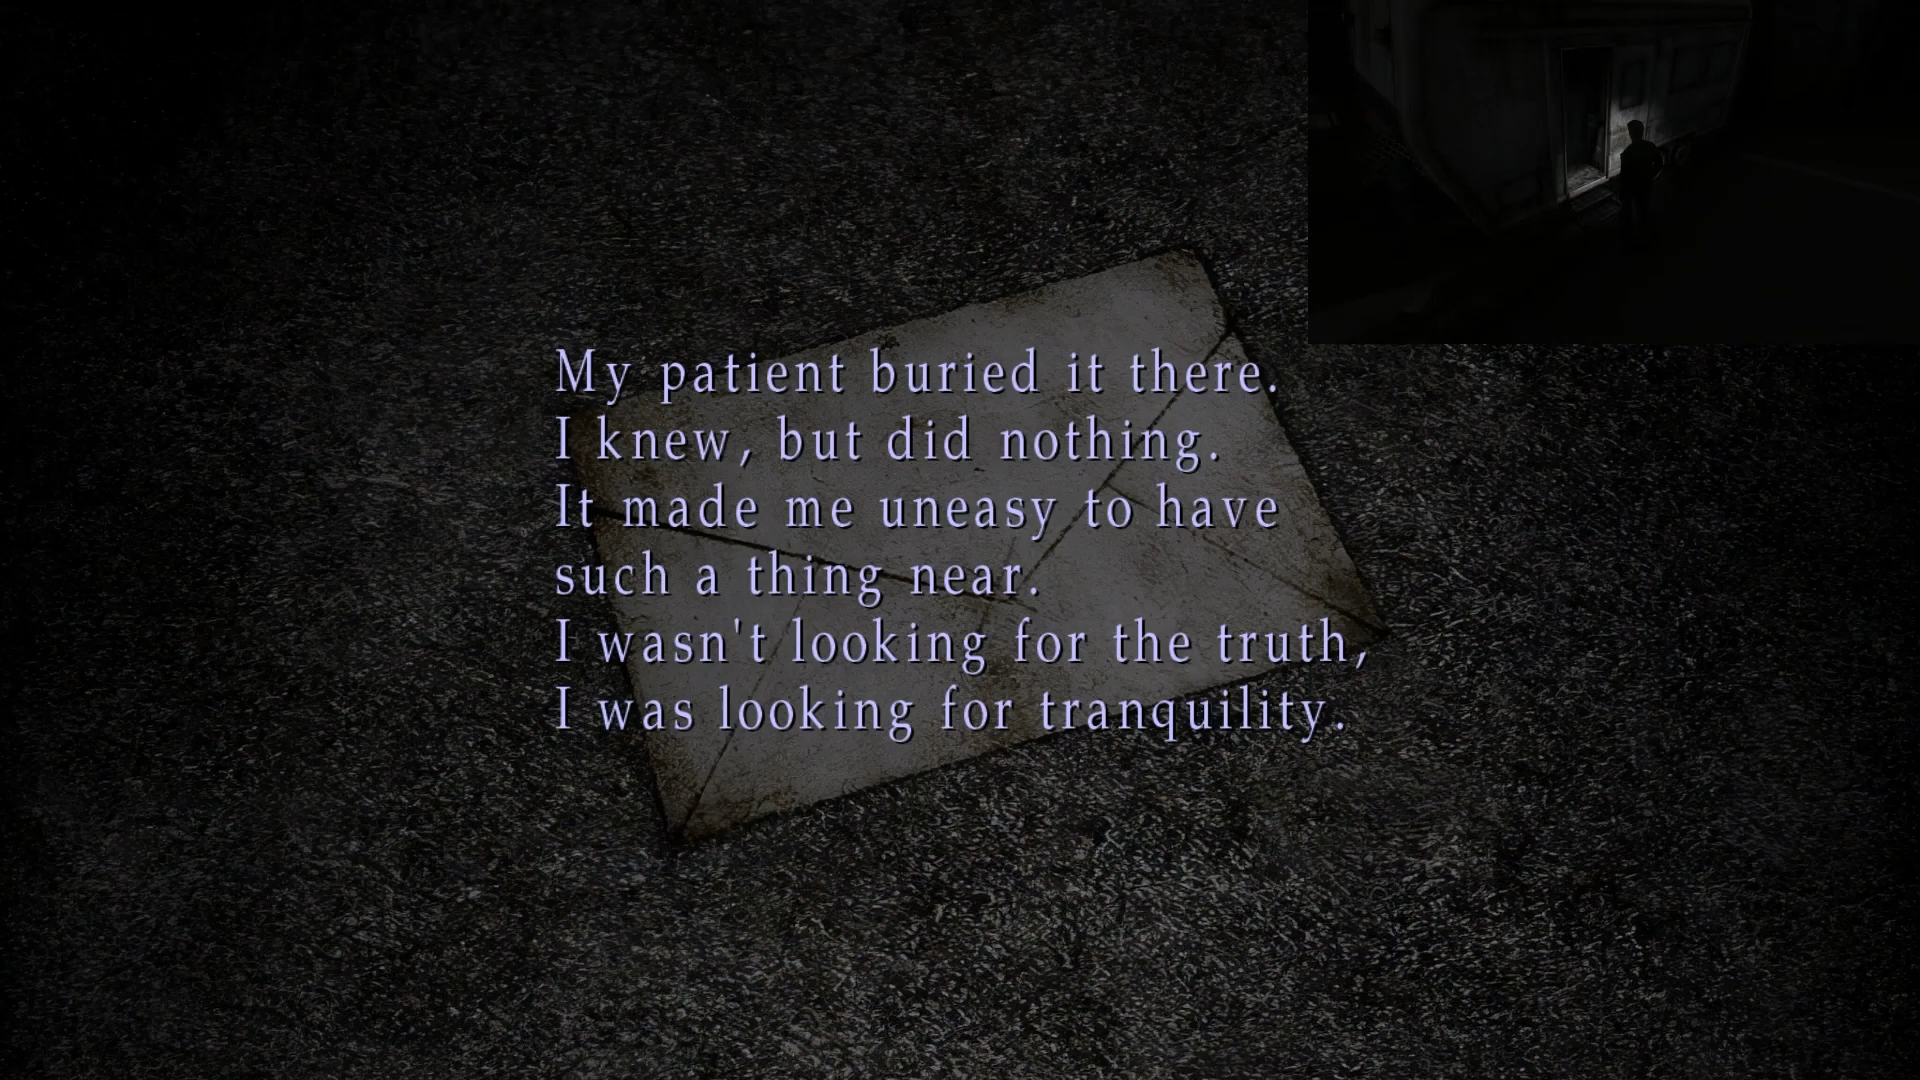 My patient buried it there.
I knew, but did nothing.
It made me uneasy to have
such a thing near.
I wasn't looking for the truth,
I was looking for tranquility.